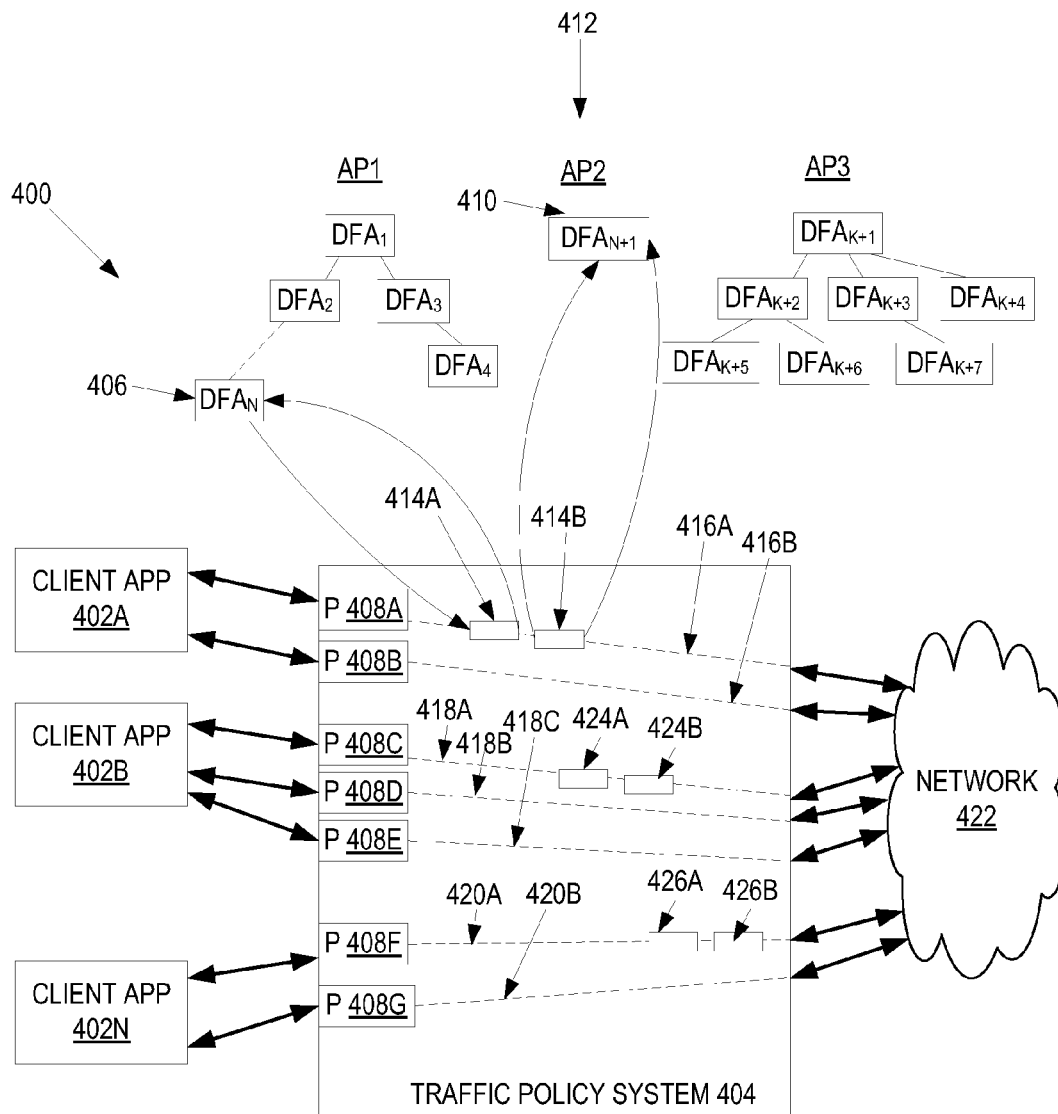 412
AP1
AP2
AP3
400
410
DFA1
DFAN+1
DFAK+1
DFA2
DFA3
DFAK+2
DFAK+3
DFAK+4
DFA4
DFAK+5
DFAK+6
DFAK+7
406
DFAN
414A
414B
416A
416B
CLIENT APP
402A
P 408A
P 408B
CLIENT APP
402B
P 408C
418A
418B
418C
424A
424B
P 408D
P 408E
NETWORK
422
420A
420B
426A
426B
P 408F
CLIENT APP
402N
P 408G
TRAFFIC POLICY SYSTEM 404